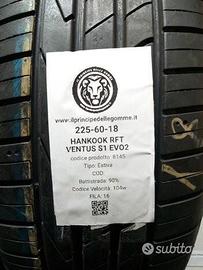 www.ilprincipedellegomme.it
225-60-18
HANKOOK RFT
VENTUS S1 EVO2
codice prodotto: 8145
Tipo: Estiva
COD:
Battistrada: 90%
Codice Velocità: 104w
FILA: 16
subito